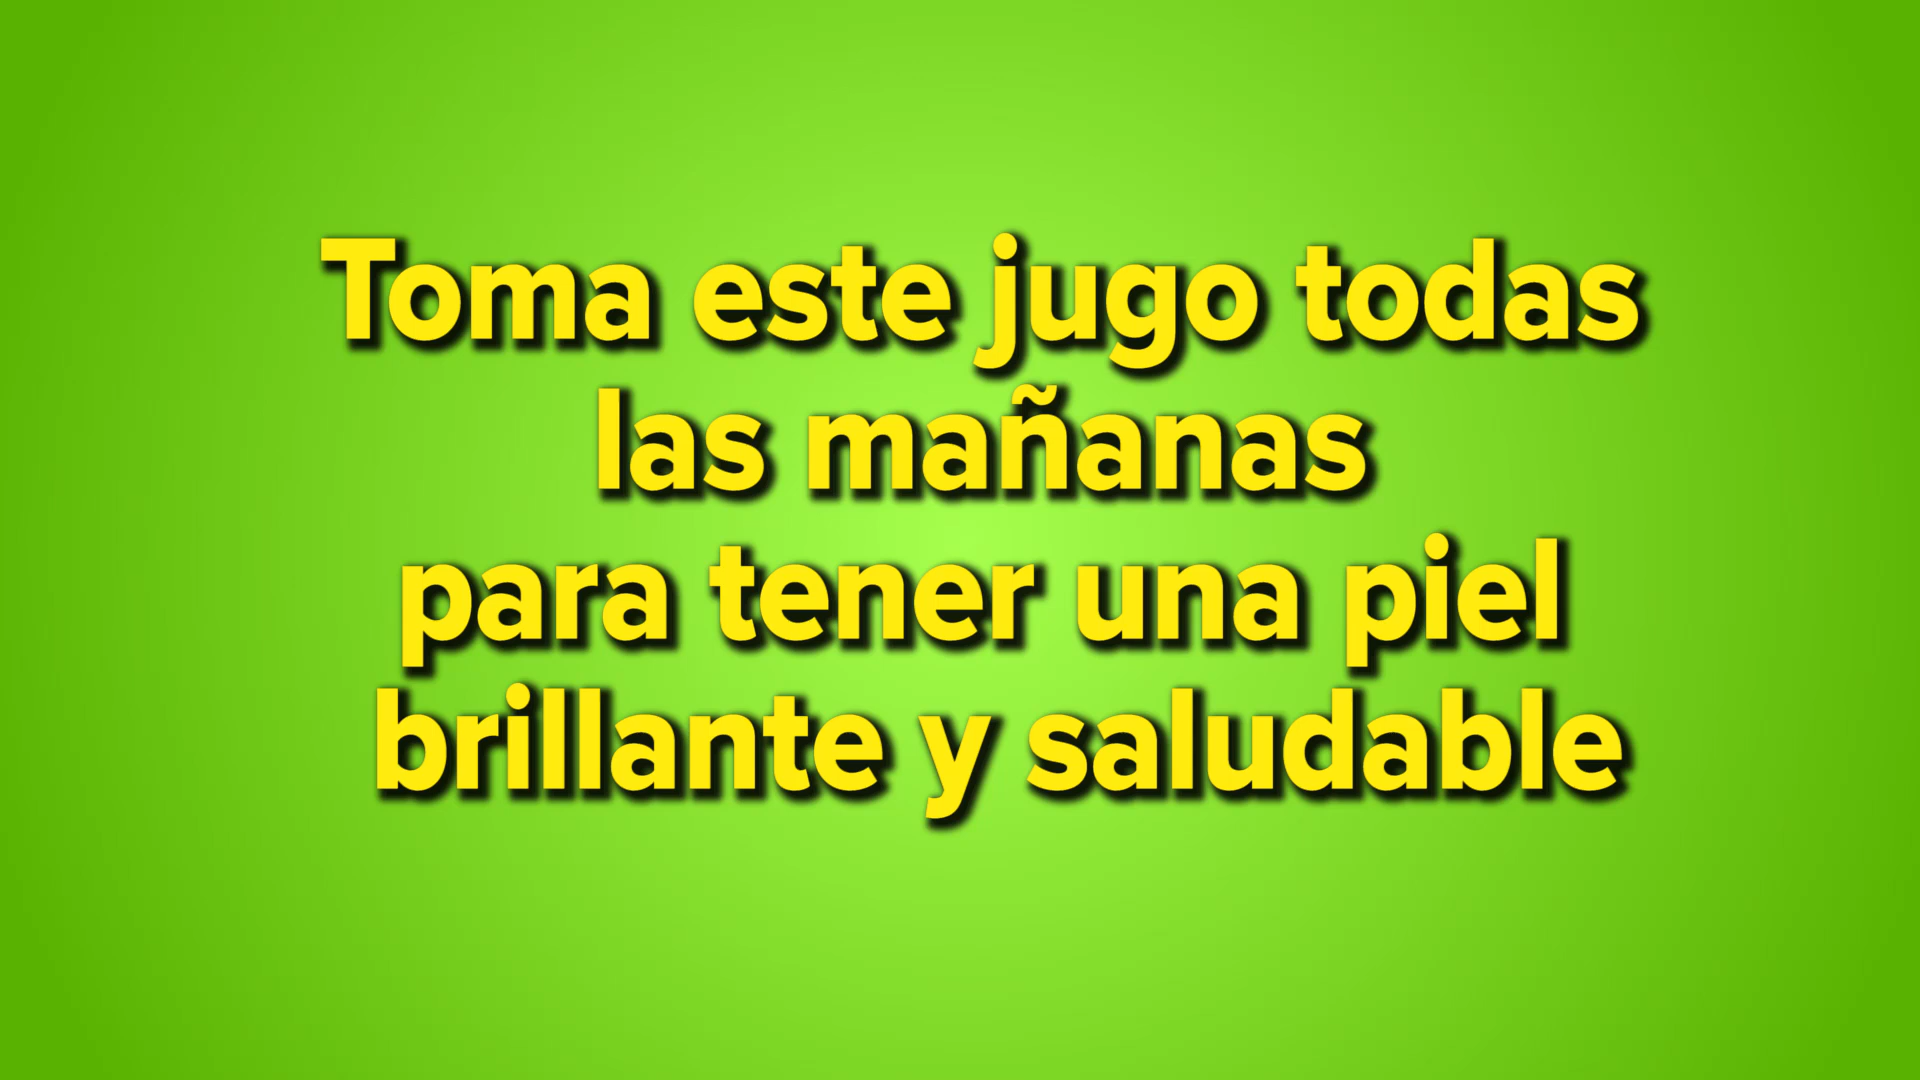 Toma este jugo todas
las mañanas
para tener una piel
brillante y saludable